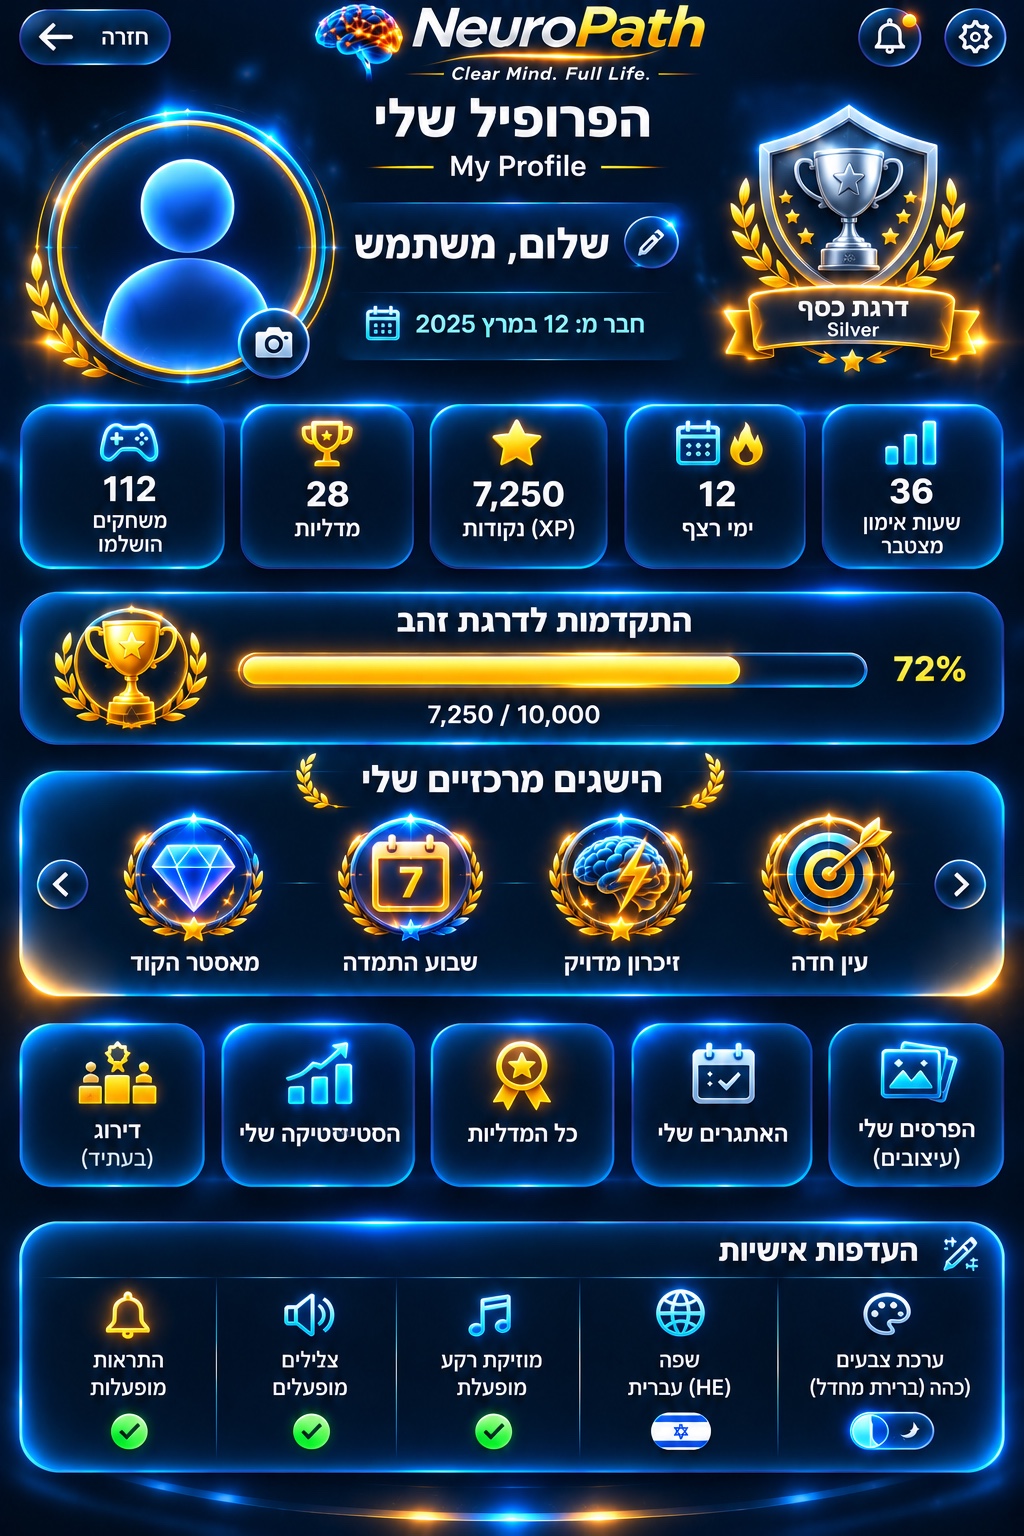 חזרה
NeuroPath
Clear Mind. Full Life.
הפרופיל שלי
My Profile
שלום, משתמש
חבר מ: 12 במרץ 2025
דרגת כסף
Silver
36
שעות אימון
מצטבר
12
ימי רצף
7,250
נקודות (XP)
28
מדליות
112
משחקים
הושלמו
התקדמות לדרגת זהב
72%
7,250 / 10,000
הישגים מרכזיים שלי
עין חדה
זיכרון מדויק
7
שבוע התמדה
מאסטר הקוד
הפרסים שלי
(עיצובים)
האתגרים שלי
כל המדליות
הסטיסטיקה שלי
דירוג
(בעתיד)
העדפות אישיות
ערכת צבעים
כהה (ברירת מחדל)
שפה
עברית (HE)
מוזיקת רקע
מופעלת
צלילים
מופעלים
התראות
מופעלות